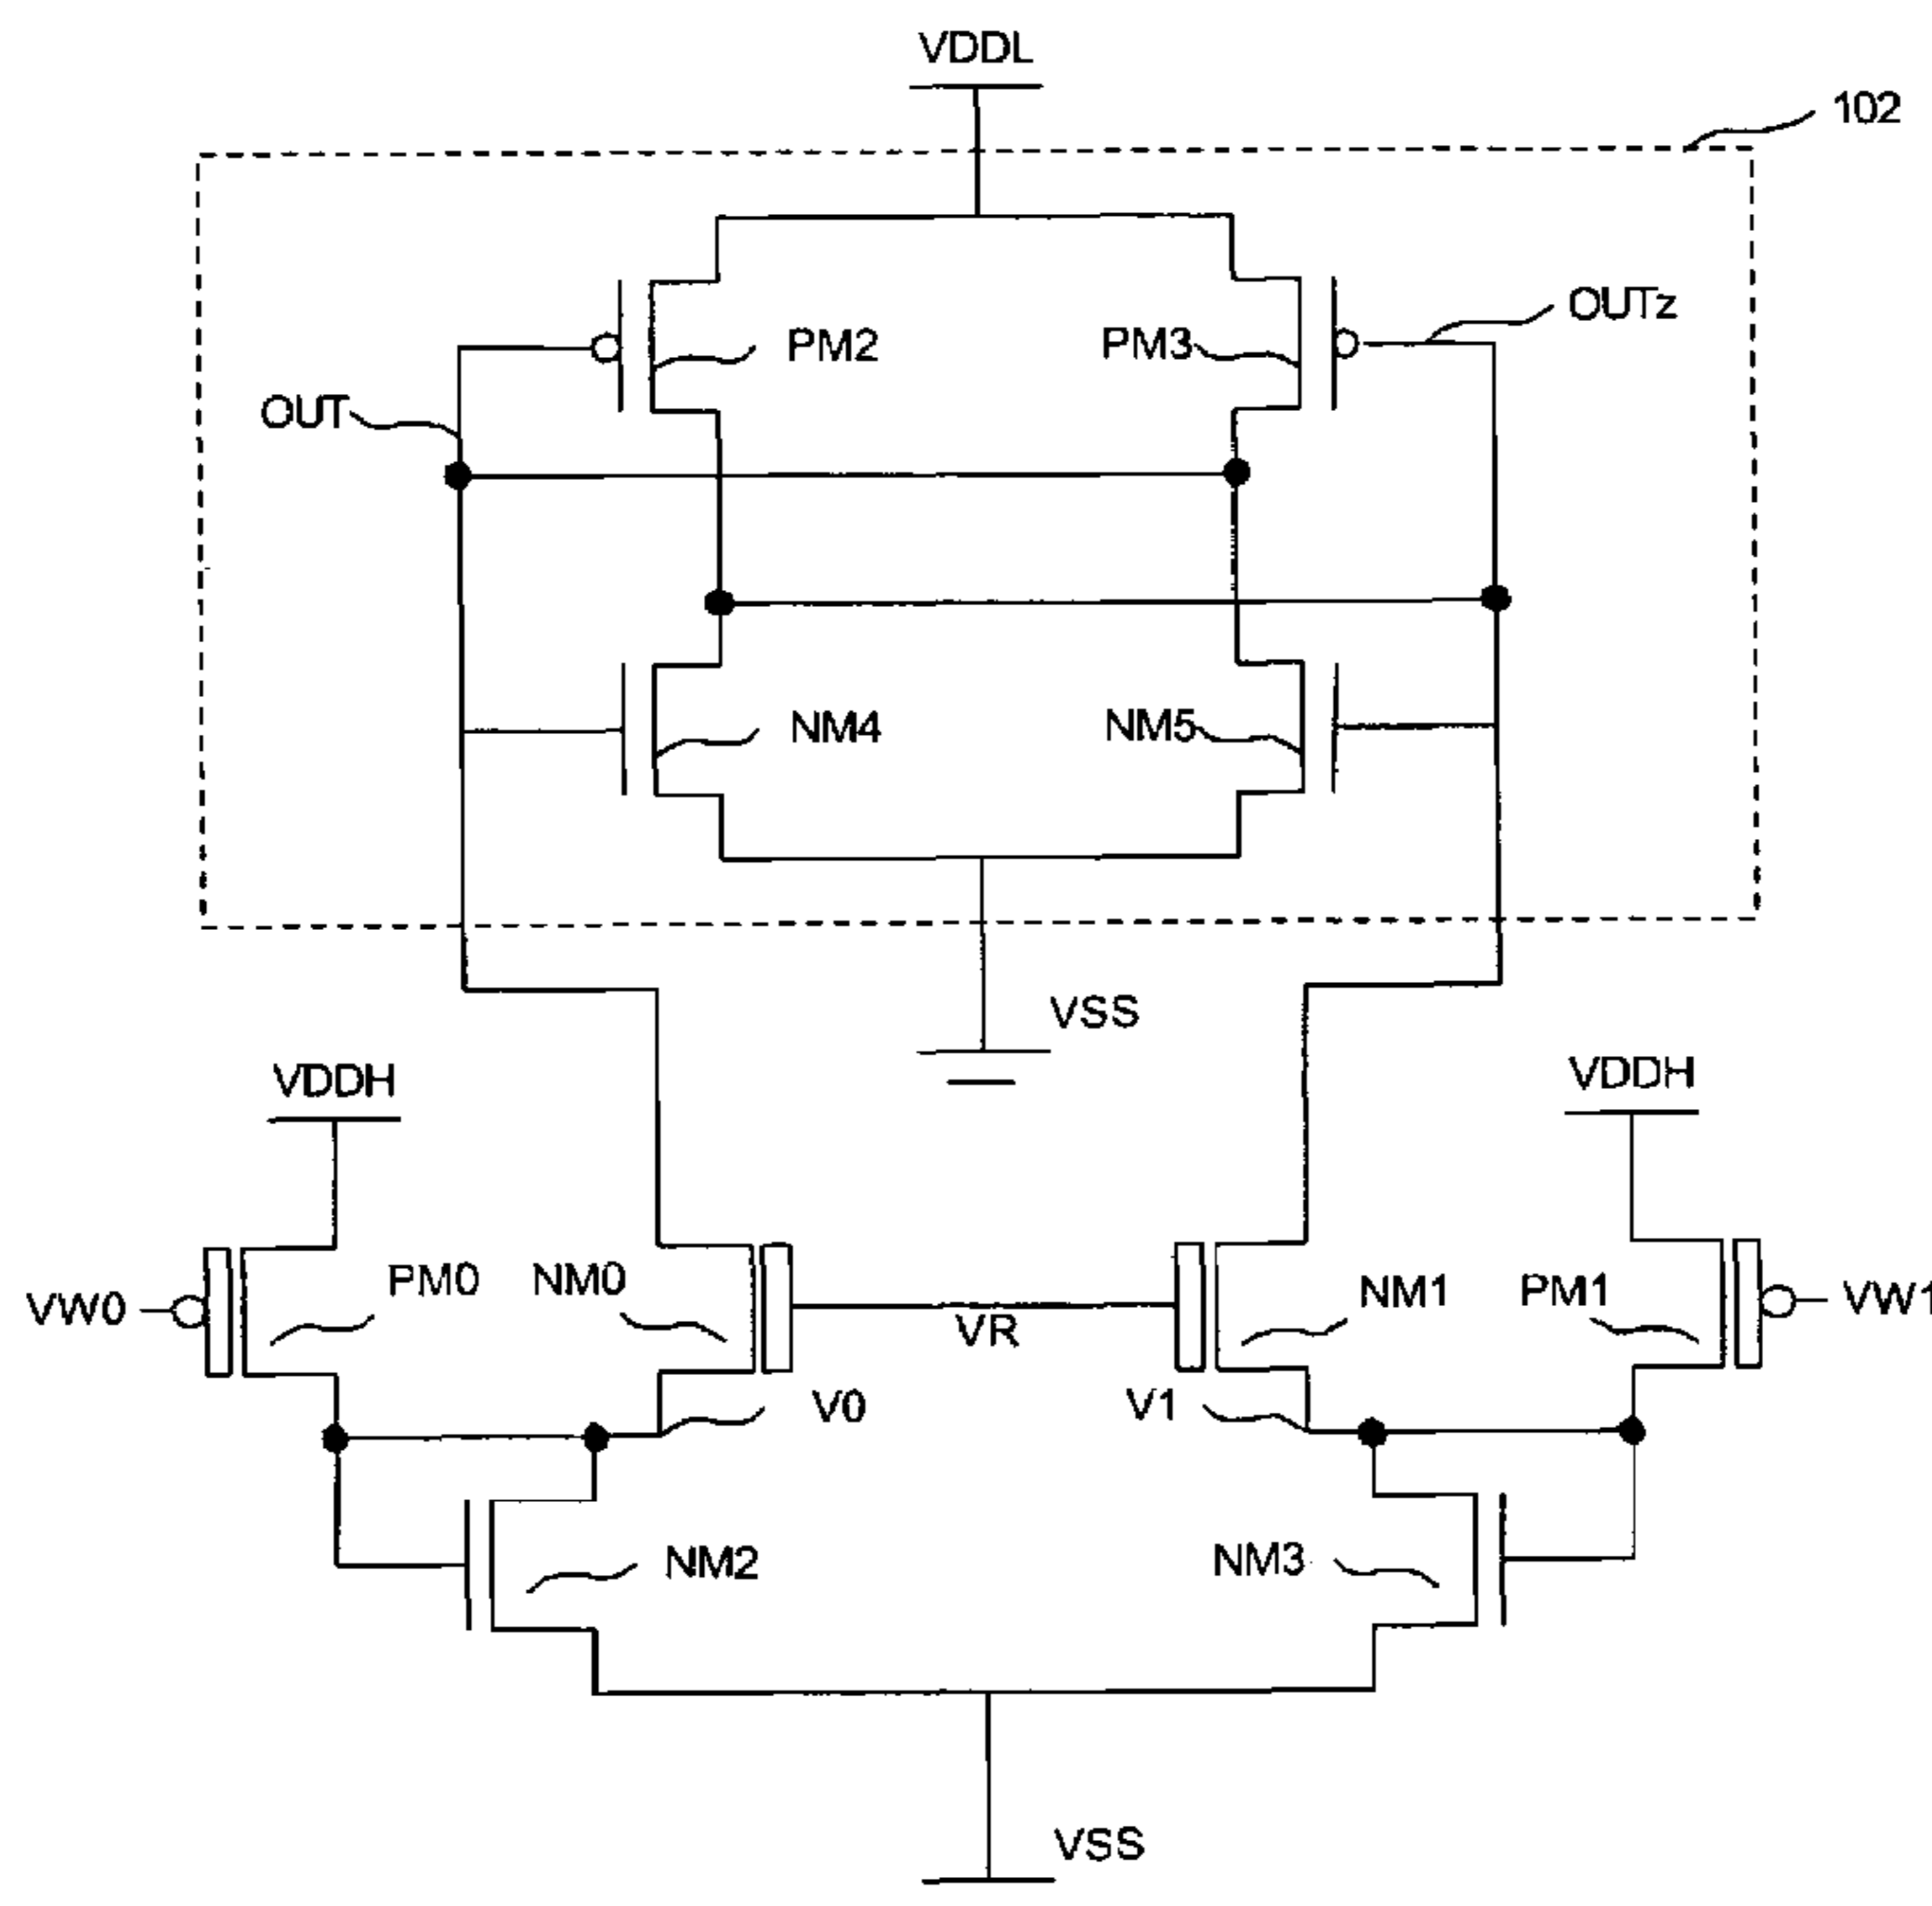 VDDL
102
OUTz
PM2
PM3
OUT
NM4
NM5
VSS
VDDH
VDDH
PM0
NM0
NM1
PM1
VW0
VR
VW1
V0
V1
NM2
NM3
VSS